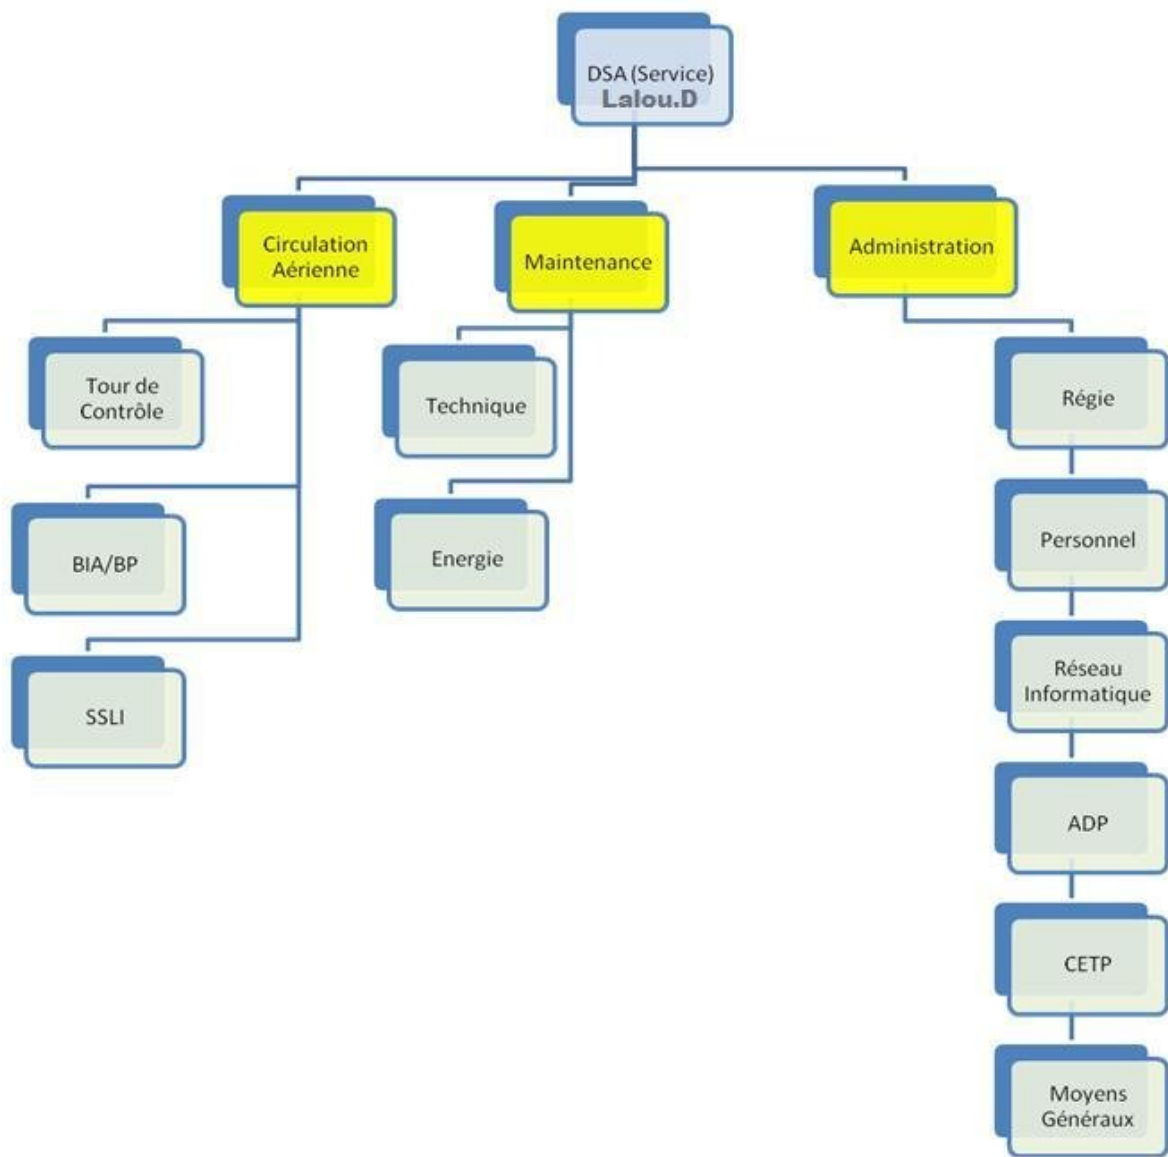 DSA (Service)
Lalou.D
Circulation
Aérienne
Maintenance
Administration
Tour de
Contrôle
Technique
Régie
BIA/BP
Energie
Personnel
SSLI
Réseau
Informatique
ADP
CETP
Moyens
Généraux